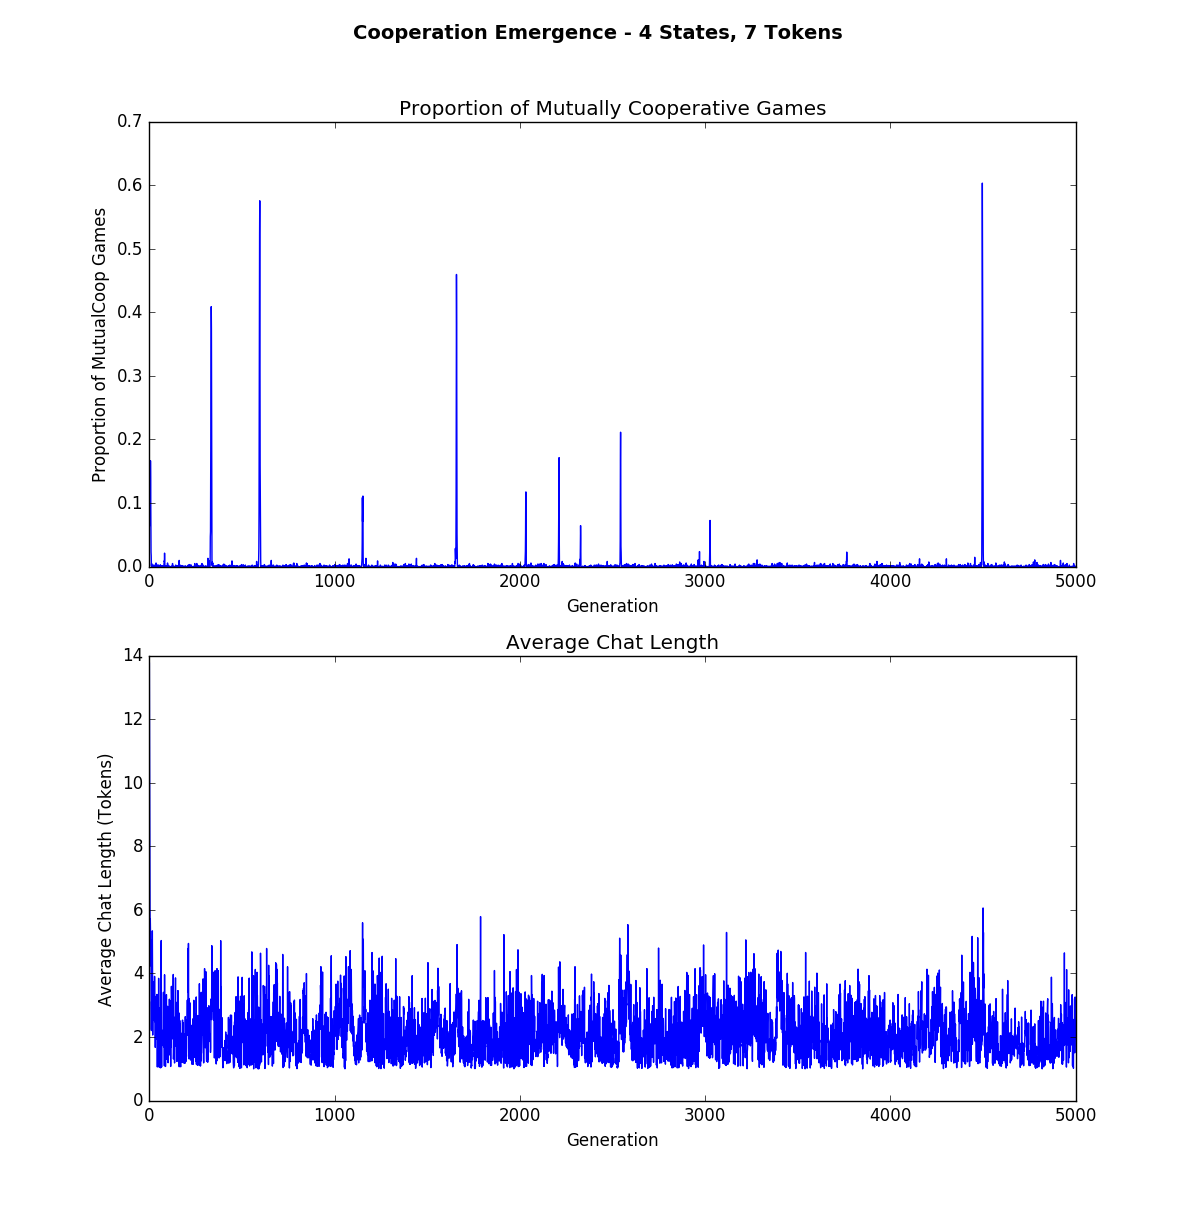 Cooperation Emergence - 4 States, 7 Tokens
Proportion of Mutually Cooperative Games
0.7
0.6
0.5
0.4
0.3
0.2
0.1
0.0
Proportion of MutualCoop Games
0 1000 2000 3000 4000 5000
Generation
Average Chat Length
14
12
10
8
6
4
2
0
Average Chat Length (Tokens)
0 1000 2000 3000 4000 5000
Generation